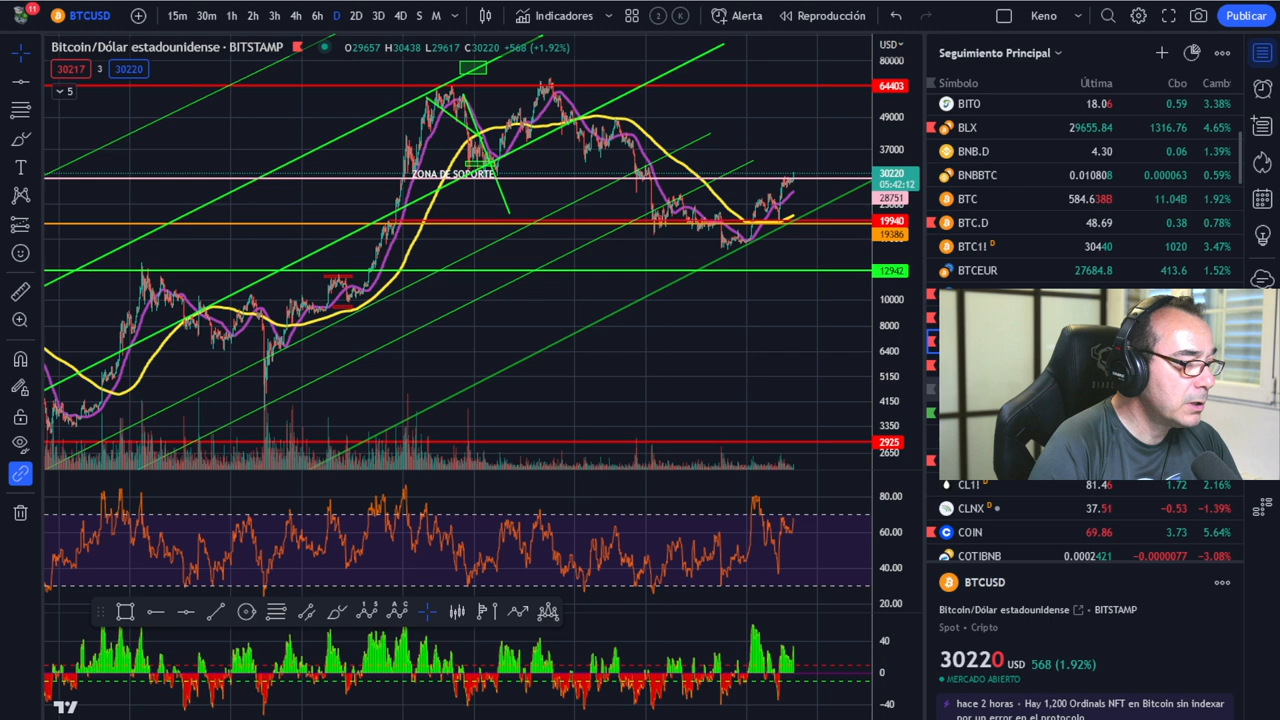 11
BTCUSD
15m 30m 1h 2h 3h 4h 6h D 2D 3D 4D S M
Indicadores
2 K
Alerta
Reproducción
Keno
Publicar
Bitcoin/Dólar estadounidense · BITSTAMP
O29657 H30438 L29617 C30220 +568 (+1.92%)
30217 3 30220
5
ZONA DE SOPORTE
USD
80000
64403
49000
37000
30220
05:42:12
28751
19940
19386
12942
10000
8000
6400
5150
4150
3350
2925
2650
80.00
60.00
40.00
20.00
40
0
−40
Seguimiento Principal
Símbolo Última Cbo Camb
BITO 18.06 0.59 3.38%
BLX 29655.84 1316.76 4.65%
BNB.D 4.30 0.06 1.39%
BNBBTC 0.010808 0.000063 0.59%
BTC 584.638B 11.04B 1.92%
BTC.D 48.69 0.38 0.78%
BTC1! D 30440 1020 3.47%
BTCEUR 27684.8 413.6 1.52%
CL1! D 81.46 1.72 2.16%
CLNX D 37.51 −0.53 −1.39%
COIN 69.86 3.73 5.64%
COTIBNB 0.0002421 −0.0000077 −3.08%
BTCUSD
Bitcoin/Dólar estadounidense • BITSTAMP
Spot • Cripto
30220 USD 568 (1.92%)
MERCADO ABIERTO
hace 2 horas • Hay 1,200 Ordinals NFT en Bitcoin sin indexar
por un error en el protocolo